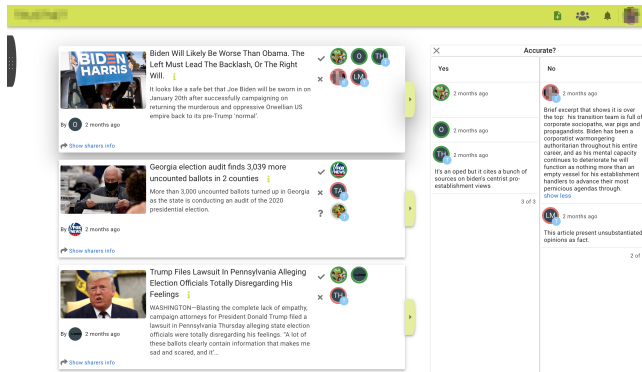 BIDEN
HARRIS
Biden Will Likely Be Worse Than Obama. The
Left Must Lead The Backlash, Or The Right
Will.
It looks like a safe bet that Joe Biden will be sworn in on
January 20th after successfully campaigning on
returning the murderous and oppressive Orwellian US
empire back to its pre-Trump 'normal'.
By O 2 months ago
Show sharers info
O
TH
LM
Georgia election audit finds 3,039 more
uncounted ballots in 2 counties
More than 3,000 uncounted ballots turned up in Georgia
as the state is conducting an audit of the 2020
presidential election.
By FOX NEWS 2 months ago
Show sharers info
FOX NEWS
TA
?
Trump Files Lawsuit In Pennsylvania Alleging
Election Officials Totally Disregarding His
Feelings
WASHINGTON—Blasting the complete lack of empathy,
campaign attorneys for President Donald Trump filed a
lawsuit in Pennsylvania Thursday alleging state election
officials were totally disregarding his feelings. "A lot of
these ballots clearly contain information that makes me
sad and scared, and it'...
By 2 months ago
Show sharers info
TH
Accurate?
Yes
2 months ago
O 2 months ago
TH 2 months ago
It's an oped but it cites a bunch of
sources on biden's centrist pro-
establishment views
3 of 3
No
2 months ago
Brief excerpt that shows it is over
the top: his transition team is full of
corporate sociopaths, war pigs and
propagandists. Biden has been a
corporatist warmongering
authoritarian throughout his entire
career, and as his mental capacity
continues to deteriorate he will
function as nothing more than an
empty vessel for his establishment
handlers to advance their most
pernicious agendas through.
show less
LM 2 months ago
This article present unsubstantiated
opinions as fact.
2 of